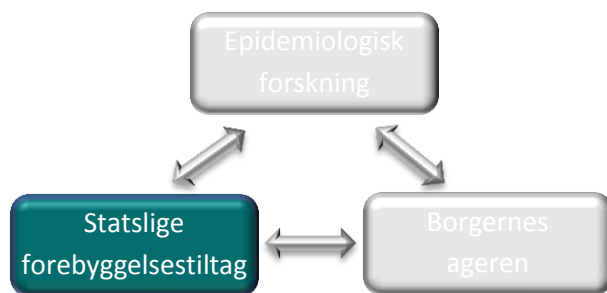 Epidemiologisk
forskning
Statslige
forebyggelsestiltag
Borgernes
ageren